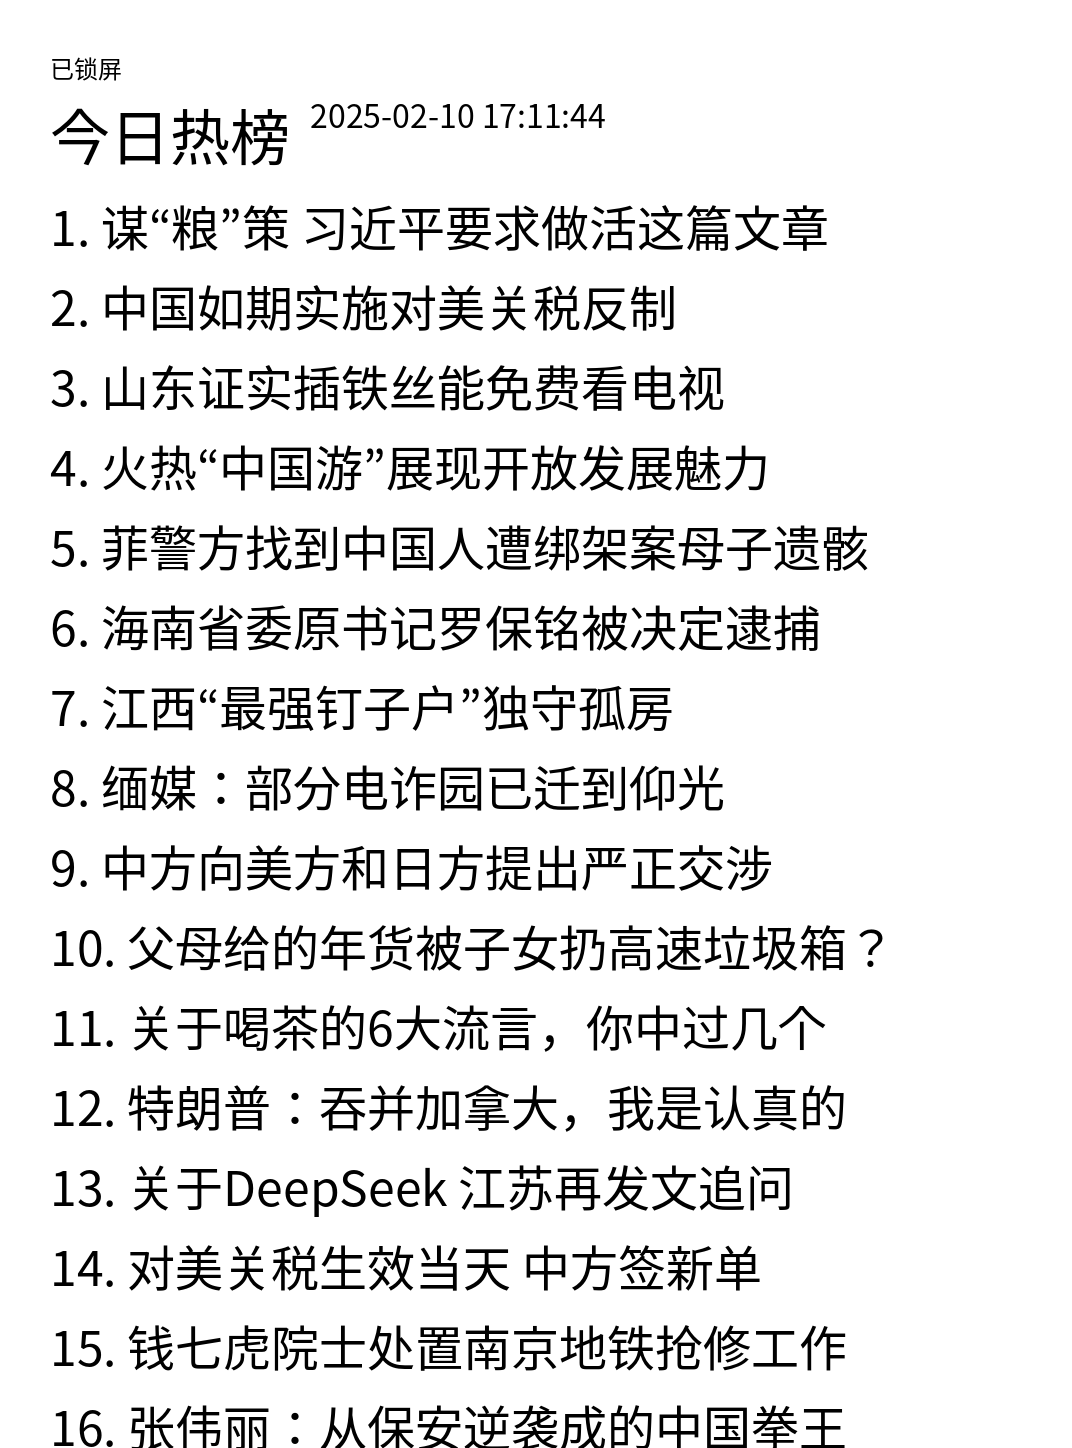 已锁屏
今日热榜 2025-02-10 17:11:44
1. 谋“粮”策 习近平要求做活这篇文章
2. 中国如期实施对美关税反制
3. 山东证实插铁丝能免费看电视
4. 火热“中国游”展现开放发展魅力
5. 菲警方找到中国人遭绑架案母子遗骸
6. 海南省委原书记罗保铭被决定逮捕
7. 江西“最强钉子户”独守孤房
8. 缅媒：部分电诈园已迁到仰光
9. 中方向美方和日方提出严正交涉
10. 父母给的年货被子女扔高速垃圾箱？
11. 关于喝茶的6大流言，你中过几个
12. 特朗普：吞并加拿大，我是认真的
13. 关于DeepSeek 江苏再发文追问
14. 对美关税生效当天 中方签新单
15. 钱七虎院士处置南京地铁抢修工作
16. 张伟丽：从保安逆袭成的中国拳王